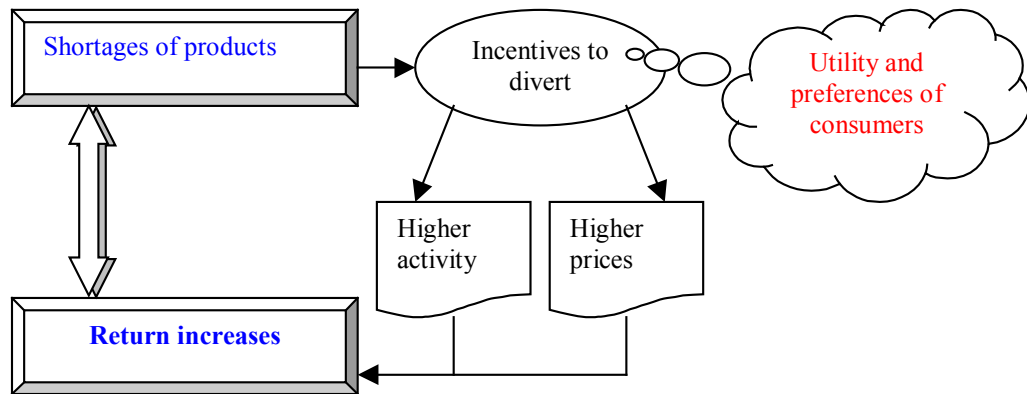 Shortages of products
Incentives to
divert
Utility and
preferences of
consumers
Higher
activity
Higher
prices
Return increases